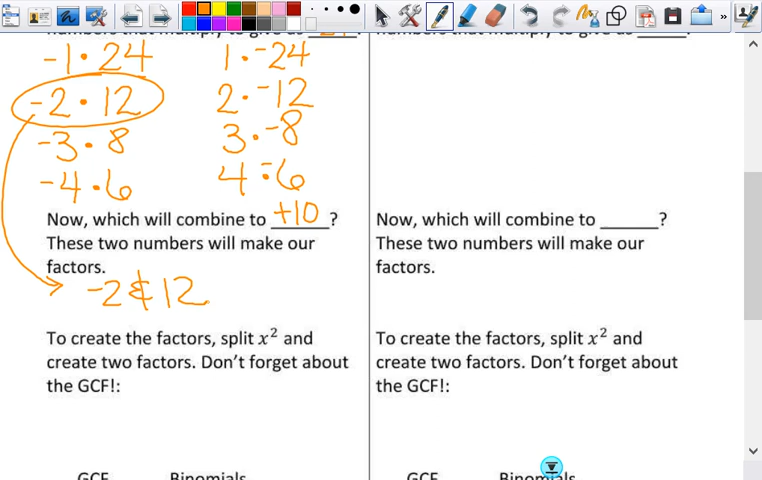 -1 · 24 1 · -24
-2 · 12 2 · -12
-3 · 8 3 · -8
-4 · 6 4 · -6
Now, which will combine to +10 ?
These two numbers will make our
factors.
-2 & 12
To create the factors, split x² and
create two factors. Don't forget about
the GCF!:
GCF Binomials
Now, which will combine to ______?
These two numbers will make our
factors.
To create the factors, split x² and
create two factors. Don't forget about
the GCF!:
GCF Binomials